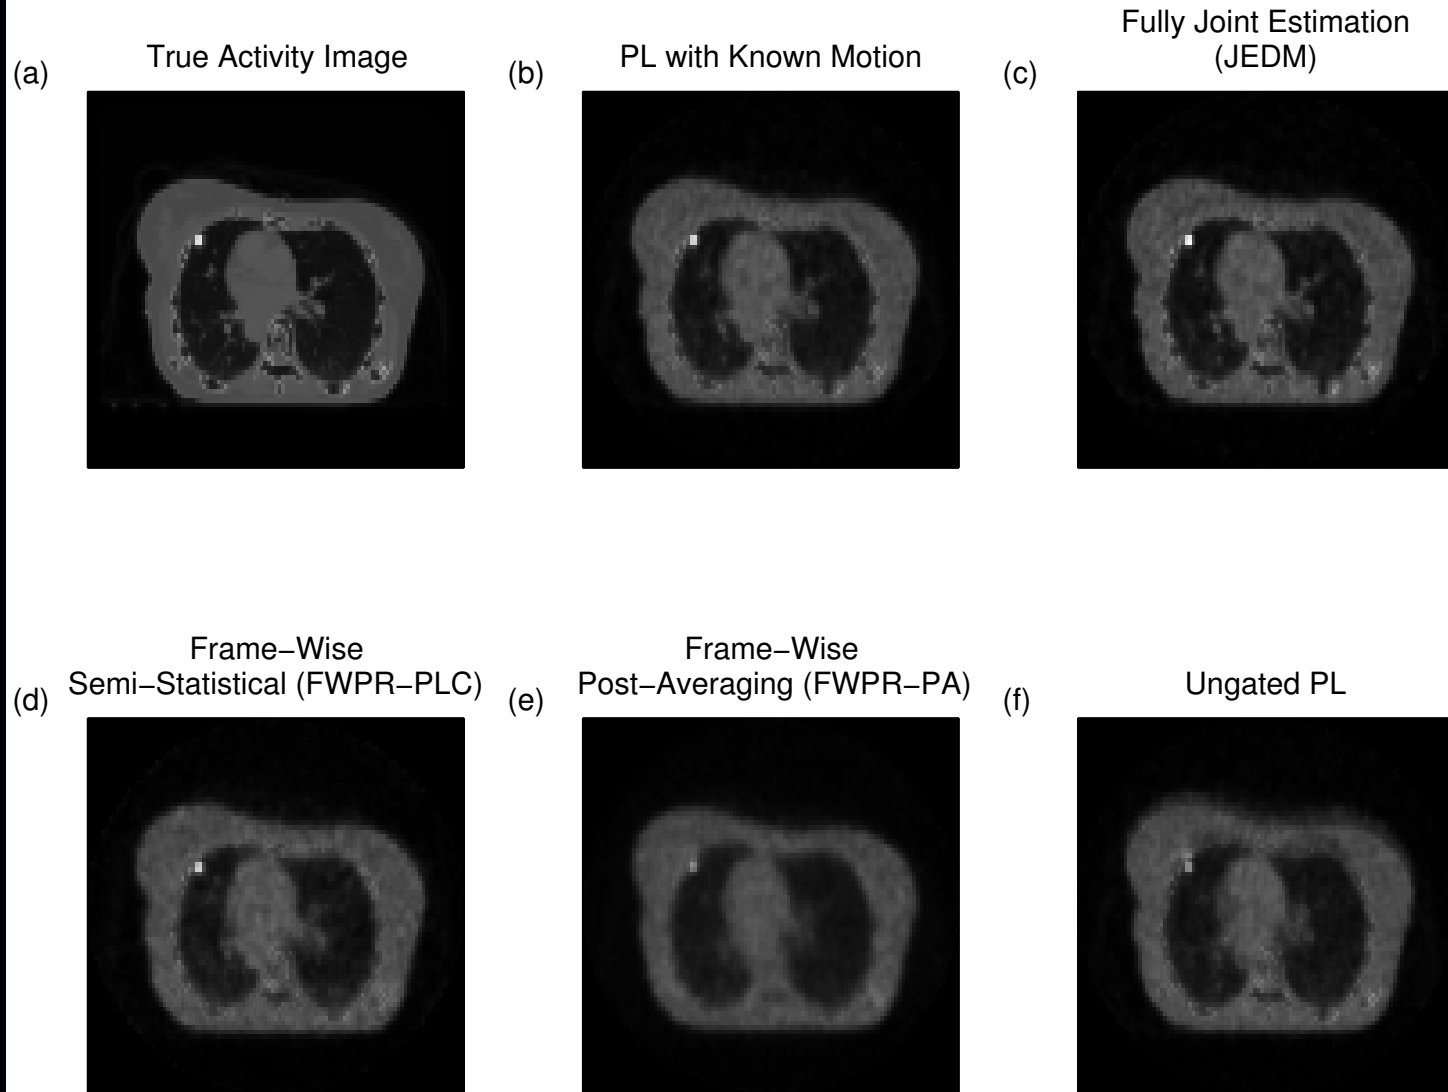 (a) True Activity Image
(b) PL with Known Motion
(c) Fully Joint Estimation
(JEDM)
(d) Frame−Wise
Semi−Statistical (FWPR−PLC)
(e) Frame−Wise
Post−Averaging (FWPR−PA)
(f) Ungated PL